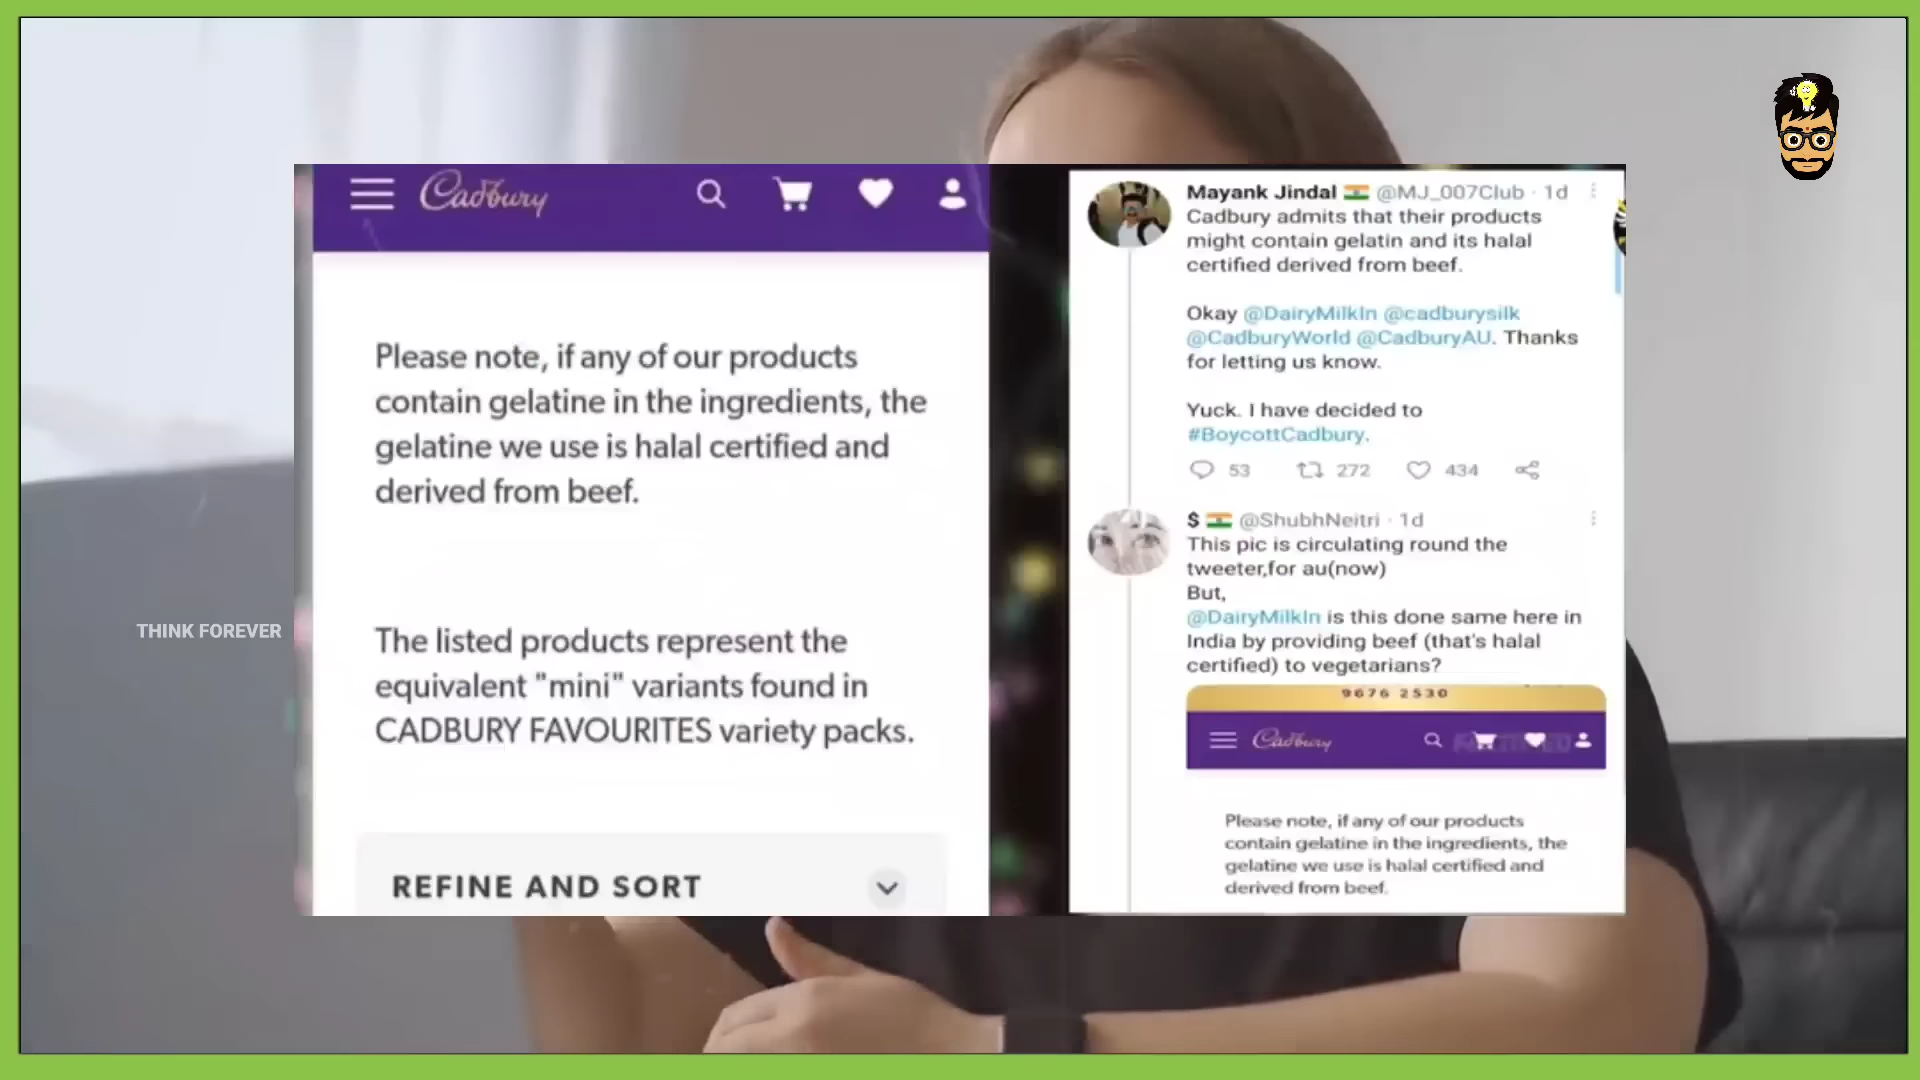 Cadbury
Please note, if any of our products
contain gelatine in the ingredients, the
gelatine we use is halal certified and
derived from beef.
The listed products represent the
equivalent "mini" variants found in
CADBURY FAVOURITES variety packs.
REFINE AND SORT
THINK FOREVER
Mayank Jindal @MJ_007Club · 1d
Cadbury admits that their products
might contain gelatin and its halal
certified derived from beef.
Okay @DairyMilkIn @cadburysilk
@CadburyWorld @CadburyAU. Thanks
for letting us know.
Yuck. I have decided to
#BoycottCadbury.
53 272 434
$ @ShubhNeitri · 1d
This pic is circulating round the
tweeter,for au(now)
But,
@DairyMilkIn is this done same here in
India by providing beef (that's halal
certified) to vegetarians?
9676 2530
Cadbury
Please note, if any of our products
contain gelatine in the ingredients, the
gelatine we use is halal certified and
derived from beef.